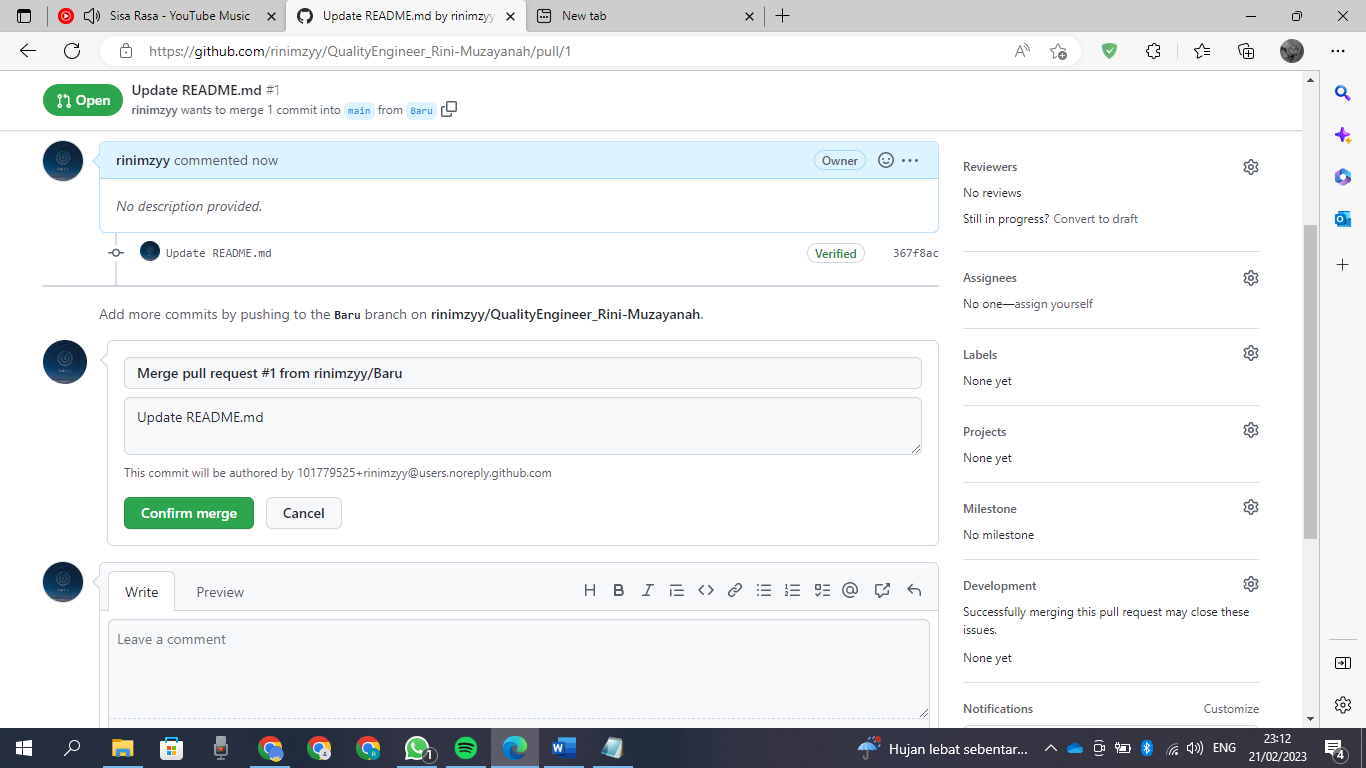 Sisa Rasa - YouTube Music
Update README.md by rinimzyy
New tab
https://github.com/rinimzyy/QualityEngineer_Rini-Muzayanah/pull/1
Open
Update README.md #1
rinimzyy wants to merge 1 commit into main from Baru
rinimzyy commented now
Owner
No description provided.
Update README.md
Verified
367f8ac
Add more commits by pushing to the Baru branch on rinimzyy/QualityEngineer_Rini-Muzayanah.
Merge pull request #1 from rinimzyy/Baru
Update README.md
This commit will be authored by 101779525+rinimzyy@users.noreply.github.com
Confirm merge
Cancel
Write
Preview
Leave a comment
Reviewers
No reviews
Still in progress? Convert to draft
Assignees
No one—assign yourself
Labels
None yet
Projects
None yet
Milestone
No milestone
Development
Successfully merging this pull request may close these
issues.
None yet
Notifications
Customize
Hujan lebat sebentar...
ENG
23:12
21/02/2023
1
4